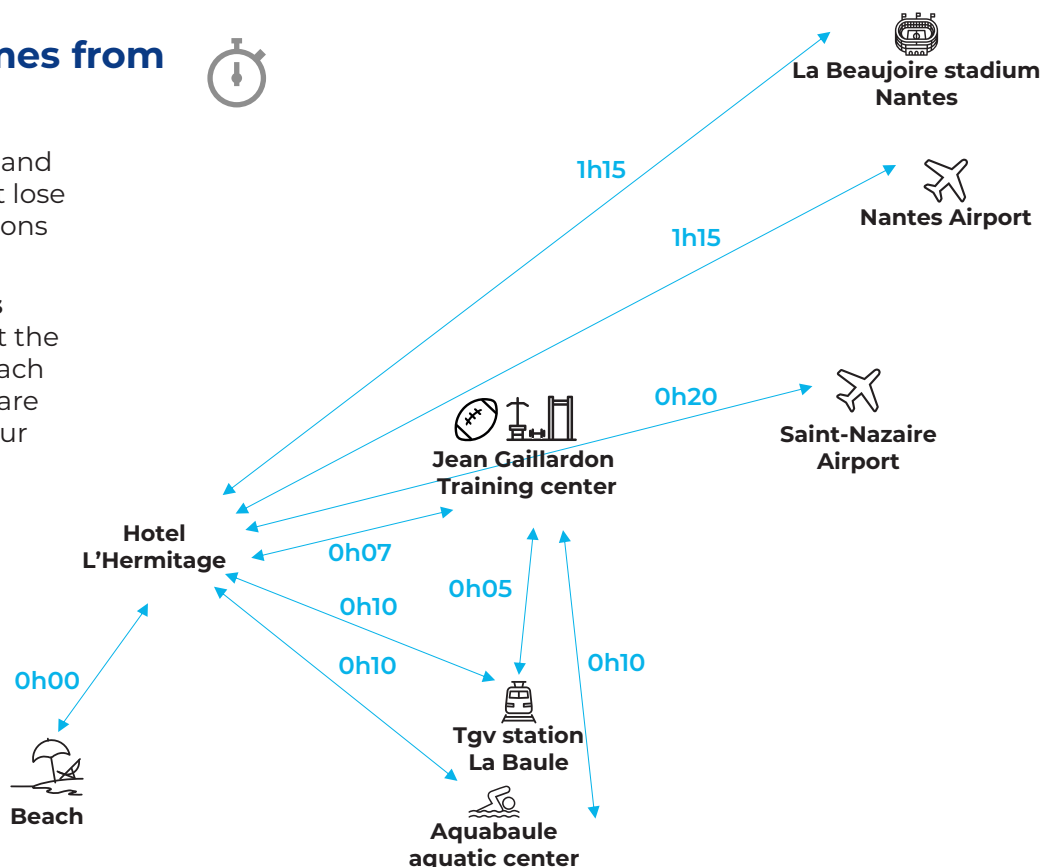 nes from
and
t lose
ons
s
t the
ach
are
ur
La Beaujoire stadium
Nantes
1h15
Nantes Airport
1h15
0h20
Saint-Nazaire
Airport
Jean Gaillardon
Training center
Hotel
L’Hermitage
0h07
0h05
0h10
0h10
0h10
0h00
Tgv station
La Baule
Beach
Aquabaule
aquatic center